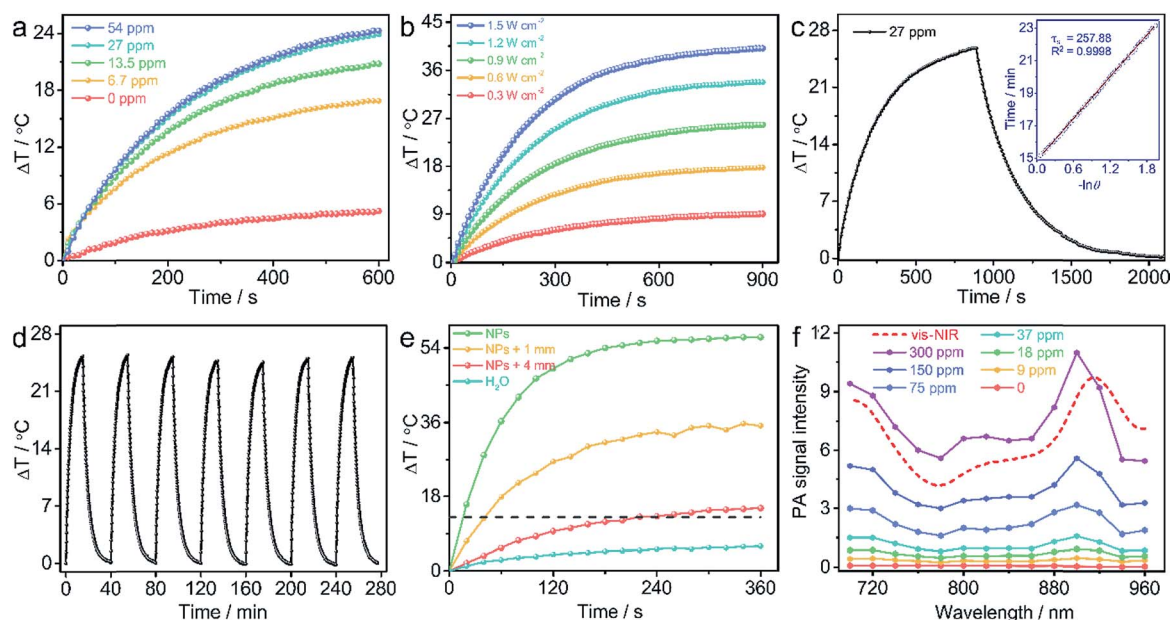 a
54 ppm
27 ppm
13.5 ppm
6.7 ppm
0 ppm
24
18
12
6
0
ΔT / °C
0 200 400 600
Time / s
b
1.5 W cm⁻²
1.2 W cm⁻²
0.9 W cm⁻²
0.6 W cm⁻²
0.3 W cm⁻²
45
36
27
18
9
0
ΔT / °C
0 300 600 900
Time / s
c
27 ppm
28
21
14
7
0
ΔT / °C
0 500 1000 1500 2000
Time / s
τs = 257.88
R² = 0.9998
23
21
19
17
15
Time / min
0.0 0.6 1.2 1.8
-lnθ
d
28
21
14
7
0
ΔT / °C
0 40 80 120 160 200 240 280
Time / min
e
NPs
NPs + 1 mm
NPs + 4 mm
H₂O
54
36
18
0
ΔT / °C
0 120 240 360
Time / s
f
vis-NIR
300 ppm
150 ppm
75 ppm
37 ppm
18 ppm
9 ppm
0
12
9
6
3
0
PA signal intensity
720 800 880 960
Wavelength / nm